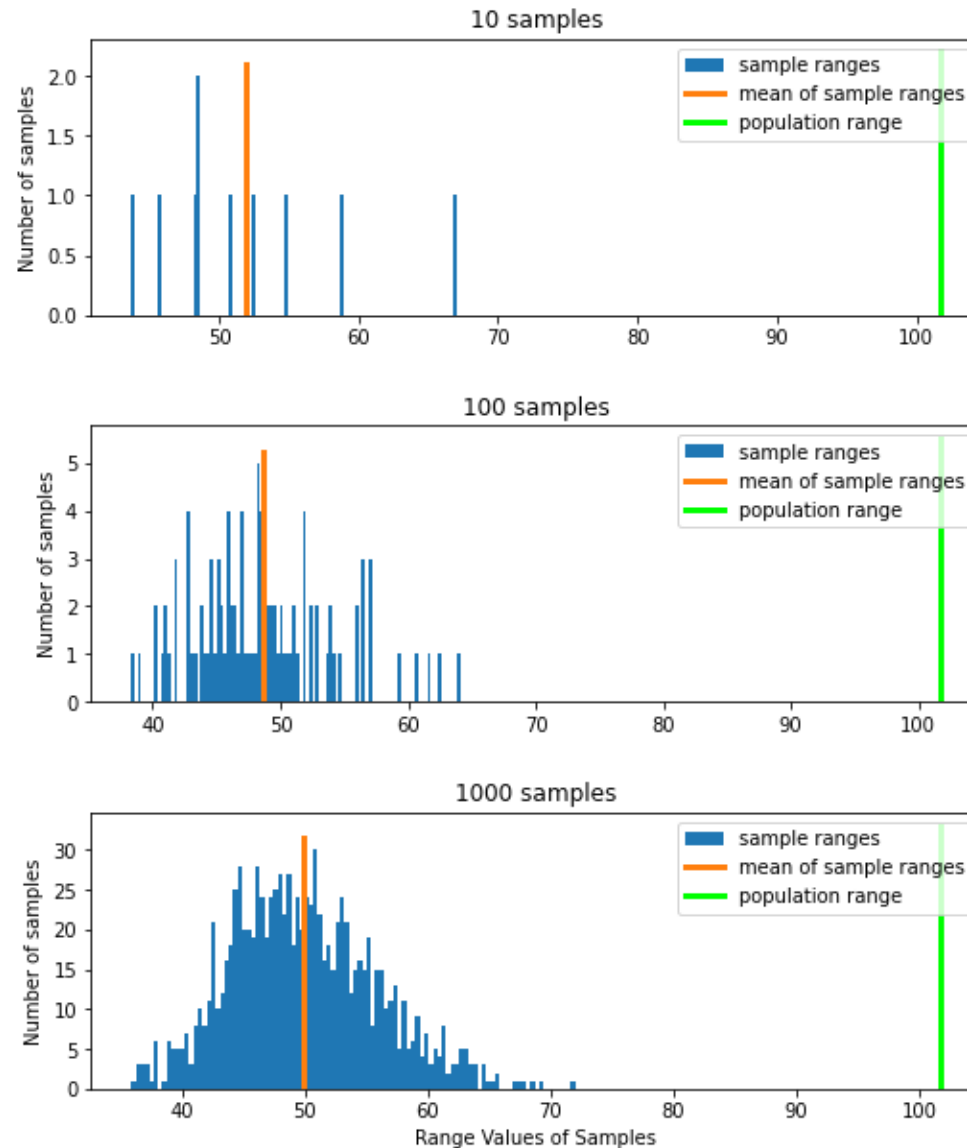 10 samples
sample ranges
mean of sample ranges
population range
Number of samples
2.0
1.5
1.0
0.5
0.0
50 60 70 80 90 100
100 samples
sample ranges
mean of sample ranges
population range
Number of samples
5
4
3
2
1
0
40 50 60 70 80 90 100
1000 samples
sample ranges
mean of sample ranges
population range
Number of samples
30
25
20
15
10
5
0
40 50 60 70 80 90 100
Range Values of Samples